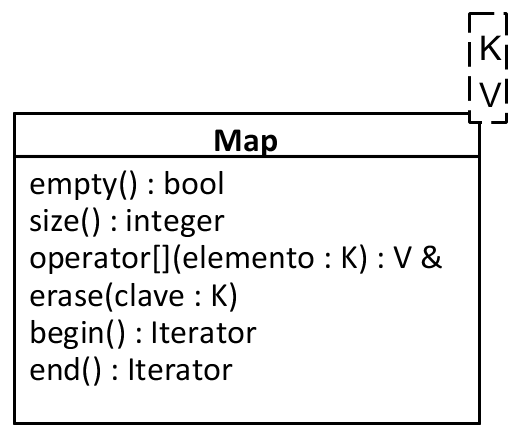 K
V
Map
empty() : bool
size() : integer
operator[](elemento : K) : V &
erase(clave : K)
begin() : Iterator
end() : Iterator